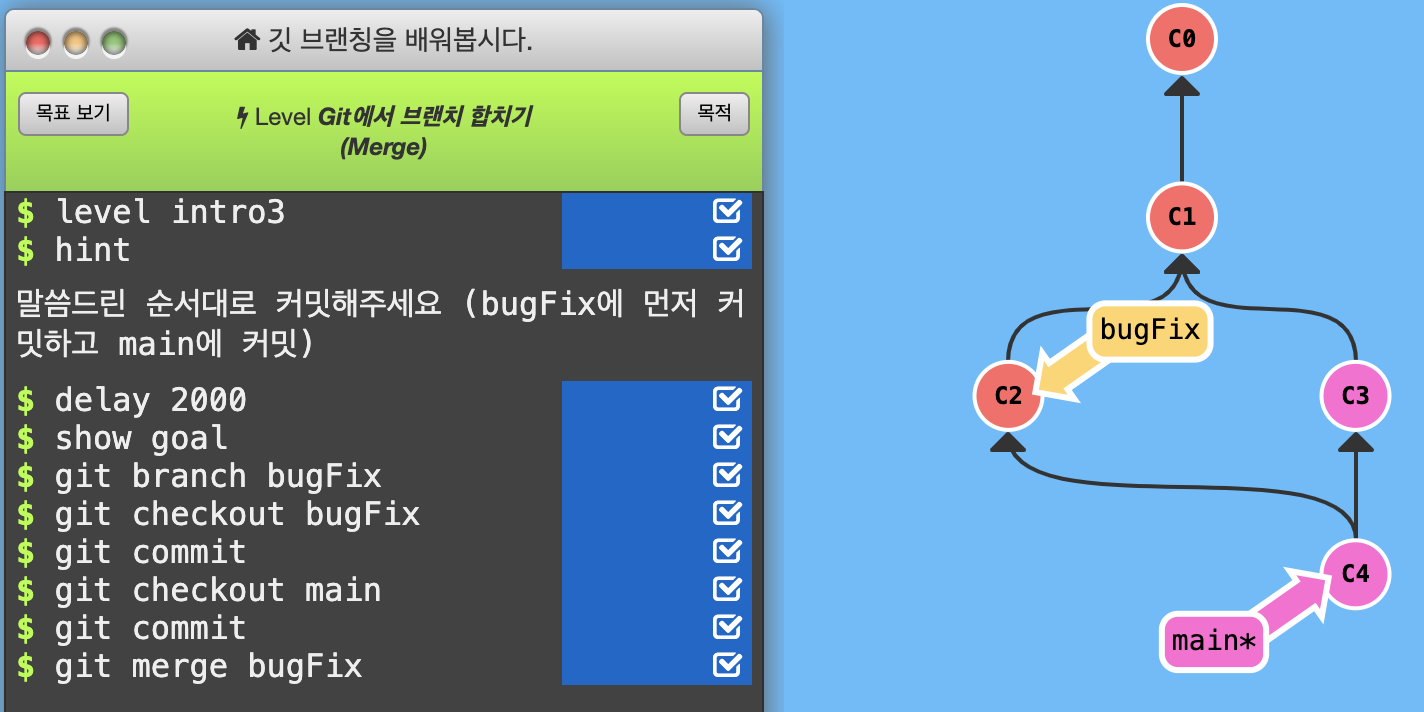 깃 브랜칭을 배워봅시다.
목표 보기
Level Git에서 브랜치 합치기
(Merge)
목적
$ level intro3
$ hint
말씀드린 순서대로 커밋해주세요 (bugFix에 먼저 커
밋하고 main에 커밋)
$ delay 2000
$ show goal
$ git branch bugFix
$ git checkout bugFix
$ git commit
$ git checkout main
$ git commit
$ git merge bugFix
C0
C1
bugFix
C2
C3
C4
main*